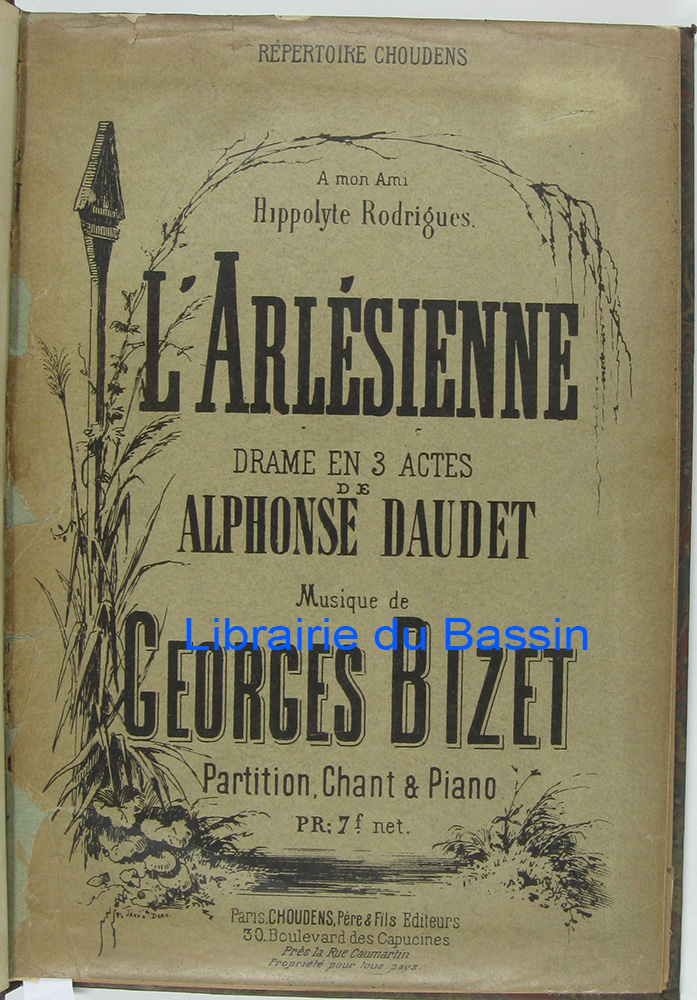 RÉPERTOIRE CHOUDENS
A mon Ami
Hippolyte Rodrigues.
L'ARLÉSIENNE
DRAME EN 3 ACTES
DE
ALPHONSE DAUDET
Musique de
Librairie du Bassin
GEORGES BIZET
Partition, Chant & Piano
PR: 7f net.
Paris, CHOUDENS, Père & Fils Editeurs
30. Boulevard des Capucines
Près la Rue Caumartin
Propriété pour tous pays